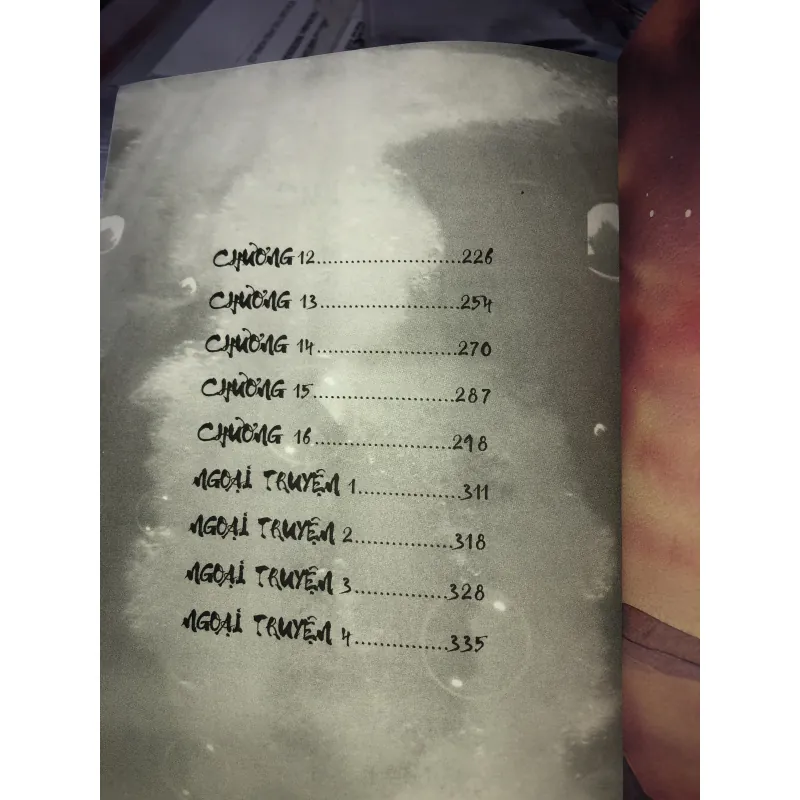 CHƯƠNG 12......................226
CHƯƠNG 13.....................254
CHƯƠNG 14.....................270
CHƯƠNG 15.....................287
CHƯƠNG 16.....................298
NGOẠI TRUYỆN 1...............311
NGOẠI TRUYỆN 2...............318
NGOẠI TRUYỆN 3..............328
NGOẠI TRUYỆN 4..............335